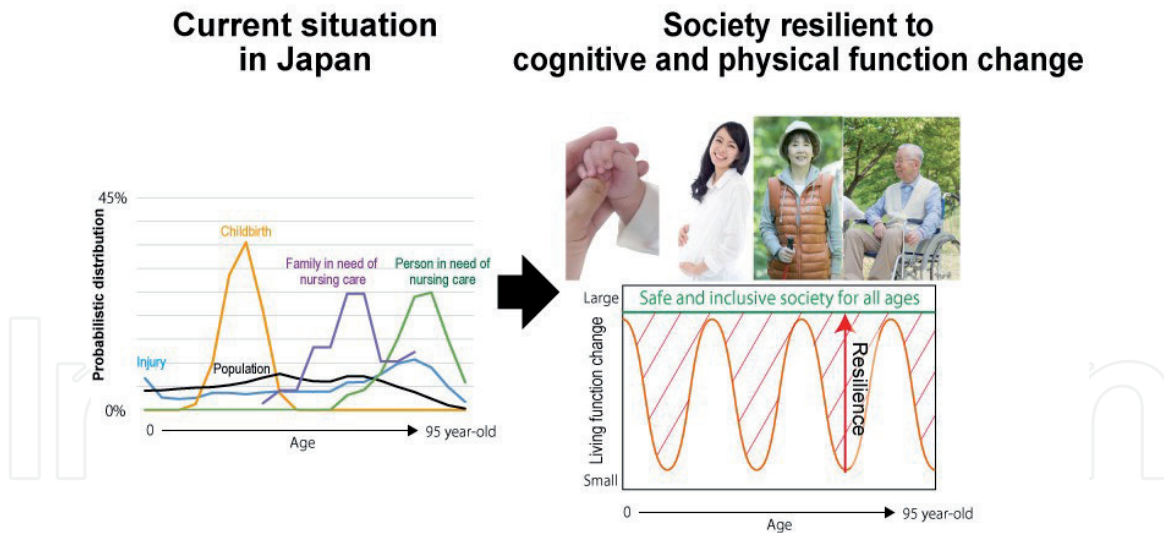 Current situation
in Japan
Society resilient to
cognitive and physical function change
45%
Probabilistic distribution
0%
Childbirth
Family in need of
nursing care
Person in need of
nursing care
Injury
Population
0
Age
95 year-old
Large
Living function change
Small
Safe and inclusive society for all ages
Resilience
0
Age
95 year-old